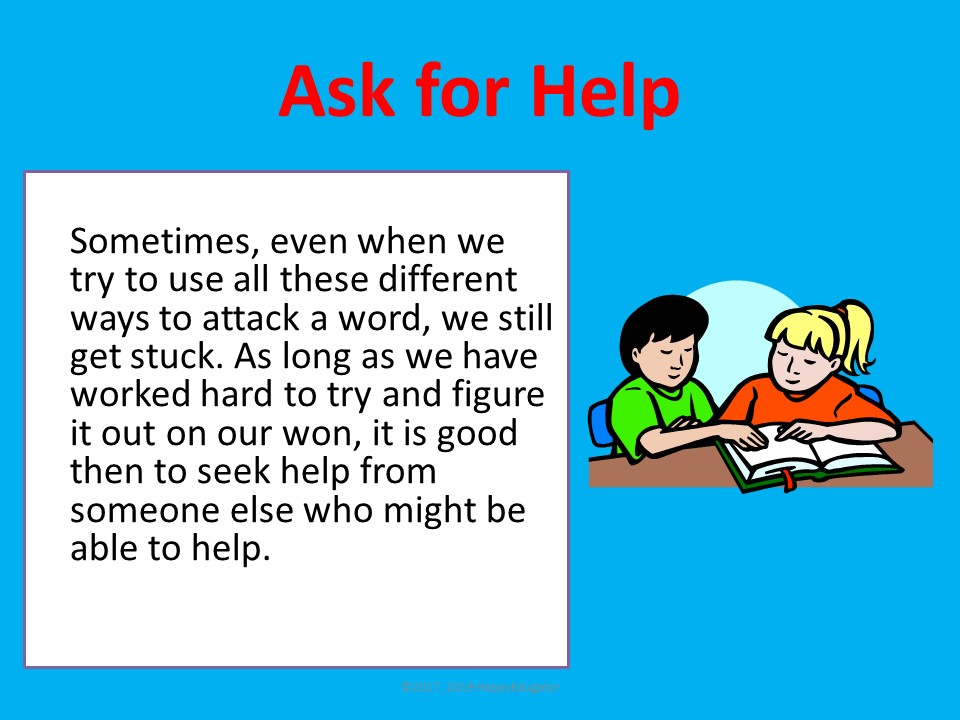 Ask for Help
Sometimes, even when we
try to use all these different
ways to attack a word, we still
get stuck. As long as we have
worked hard to try and figure
it out on our won, it is good
then to seek help from
someone else who might be
able to help.